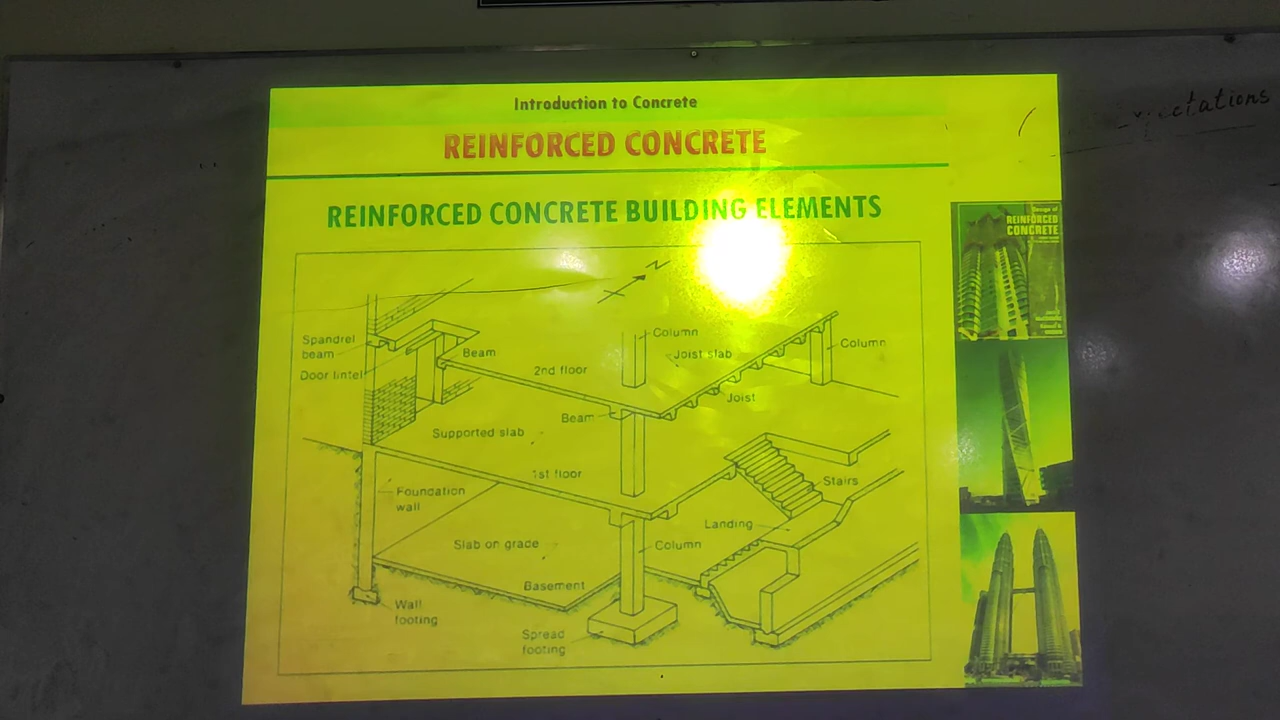 Introduction to Concrete
REINFORCED CONCRETE
REINFORCED CONCRETE BUILDING ELEMENTS
Design of
REINFORCED
CONCRETE
N
Spandrel
beam
Door lintel
Beam
2nd floor
Column
Joist slab
Column
Joist
Beam
Supported slab
1st floor
Stairs
Foundation
wall
Landing
Slab on grade
Column
Basement
Wall
footing
Spread
footing